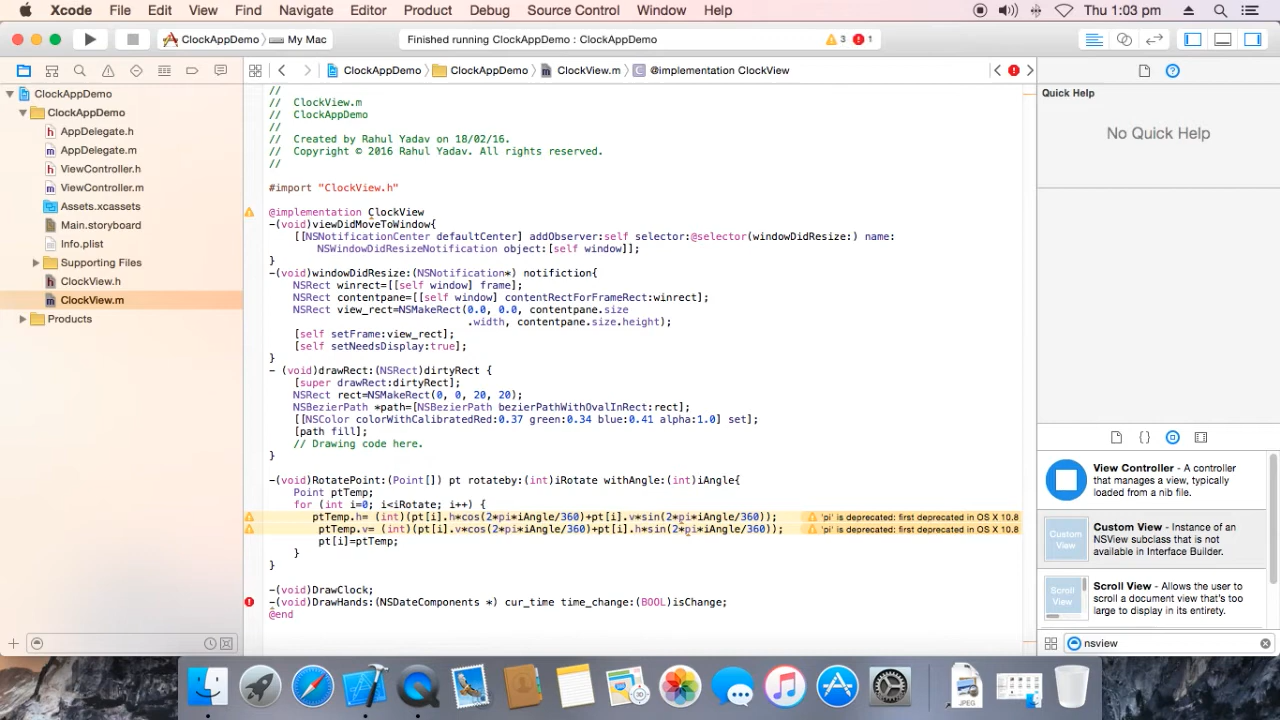 Xcode File Edit View Find Navigate Editor Product Debug Source Control Window Help Thu 1:03 pm
ClockAppDemo My Mac Finished running ClockAppDemo : ClockAppDemo 3 1
ClockAppDemo ClockAppDemo ClockView.m @implementation ClockView
ClockAppDemo
ClockAppDemo
AppDelegate.h
AppDelegate.m
ViewController.h
ViewController.m
Assets.xcassets
Main.storyboard
Info.plist
Supporting Files
ClockView.h
ClockView.m
Products
//
// ClockView.m
// ClockAppDemo
//
// Created by Rahul Yadav on 18/02/16.
// Copyright © 2016 Rahul Yadav. All rights reserved.
//
#import "ClockView.h"
@implementation ClockView
-(void)viewDidMoveToWindow{
[[NSNotificationCenter defaultCenter] addObserver:self selector:@selector(windowDidResize:) name:
NSWindowDidResizeNotification object:[self window]];
}
-(void)windowDidResize:(NSNotification*) notifiction{
NSRect winrect=[[self window] frame];
NSRect contentpane=[[self window] contentRectForFrameRect:winrect];
NSRect view_rect=NSMakeRect(0.0, 0.0, contentpane.size
.width, contentpane.size.height);
[self setFrame:view_rect];
[self setNeedsDisplay:true];
}
- (void)drawRect:(NSRect)dirtyRect {
[super drawRect:dirtyRect];
NSRect rect=NSMakeRect(0, 0, 20, 20);
NSBezierPath *path=[NSBezierPath bezierPathWithOvalInRect:rect];
[[NSColor colorWithCalibratedRed:0.37 green:0.34 blue:0.41 alpha:1.0] set];
[path fill];
// Drawing code here.
}
-(void)RotatePoint:(Point[]) pt rotateby:(int)iRotate withAngle:(int)iAngle{
Point ptTemp;
for (int i=0; i<iRotate; i++) {
ptTemp.h= (int)(pt[i].h*cos(2*pi*iAngle/360)+pt[i].v*sin(2*pi*iAngle/360)); 'pi' is deprecated: first deprecated in OS X 10.8
ptTemp.v= (int)(pt[i].v*cos(2*pi*iAngle/360)+pt[i].h*sin(2*pi*iAngle/360)); 'pi' is deprecated: first deprecated in OS X 10.8
pt[i]=ptTemp;
}
}
-(void)DrawClock;
-(void)DrawHands:(NSDateComponents *) cur_time time_change:(BOOL)isChange;
@end
Quick Help
No Quick Help
View Controller - A controller
that manages a view, typically
loaded from a nib file.
Custom
View
Custom View - Instance of an
NSView subclass that is not
available in Interface Builder.
Scroll
View
Scroll View - Allows the user to
scroll a document view that's too
large to display in its entirety.
nsview
JPEG